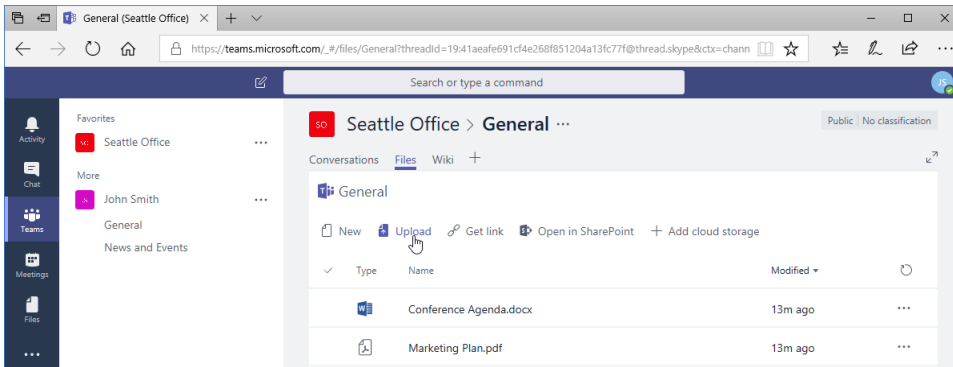 General (Seattle Office)
https://teams.microsoft.com/_#/files/General?threadId=19:41aeafe691cf4e268f851204a13fc77f@thread.skype&ctx=chann
Search or type a command
JS
Activity
Chat
Teams
Meetings
Files
Favorites
SO Seattle Office
More
John Smith
General
News and Events
SO Seattle Office > General
Public | No classification
Conversations Files Wiki
General
New Upload Get link Open in SharePoint Add cloud storage
Type Name Modified
Conference Agenda.docx 13m ago
Marketing Plan.pdf 13m ago